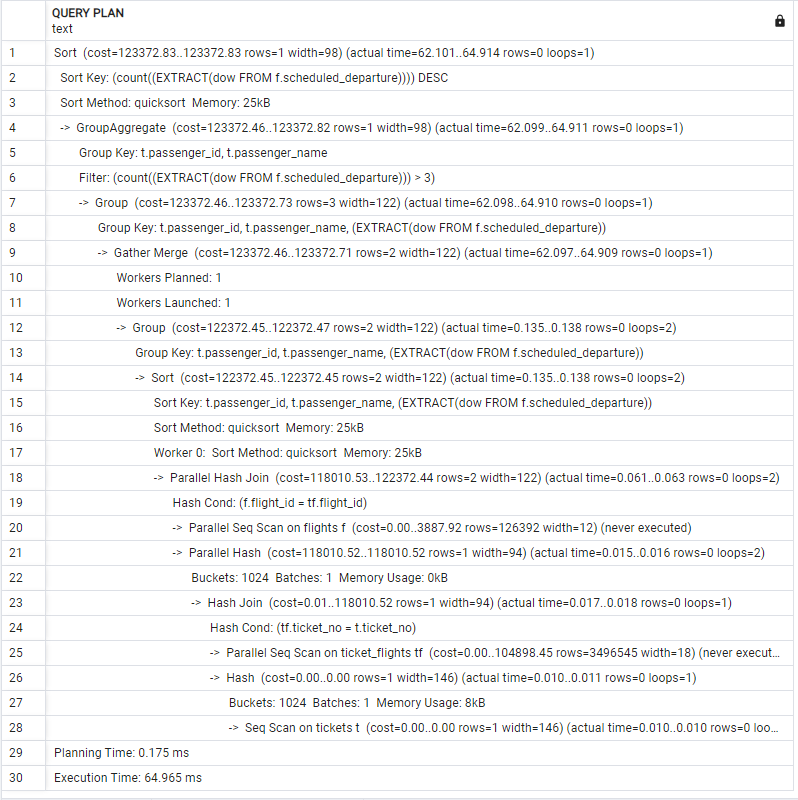 QUERY PLAN
text
1 Sort (cost=123372.83..123372.83 rows=1 width=98) (actual time=62.101..64.914 rows=0 loops=1)
2 Sort Key: (count((EXTRACT(dow FROM f.scheduled_departure)))) DESC
3 Sort Method: quicksort Memory: 25kB
4 -> GroupAggregate (cost=123372.46..123372.82 rows=1 width=98) (actual time=62.099..64.911 rows=0 loops=1)
5 Group Key: t.passenger_id, t.passenger_name
6 Filter: (count((EXTRACT(dow FROM f.scheduled_departure))) > 3)
7 -> Group (cost=123372.46..123372.73 rows=3 width=122) (actual time=62.098..64.910 rows=0 loops=1)
8 Group Key: t.passenger_id, t.passenger_name, (EXTRACT(dow FROM f.scheduled_departure))
9 -> Gather Merge (cost=123372.46..123372.71 rows=2 width=122) (actual time=62.097..64.909 rows=0 loops=1)
10 Workers Planned: 1
11 Workers Launched: 1
12 -> Group (cost=122372.45..122372.47 rows=2 width=122) (actual time=0.135..0.138 rows=0 loops=2)
13 Group Key: t.passenger_id, t.passenger_name, (EXTRACT(dow FROM f.scheduled_departure))
14 -> Sort (cost=122372.45..122372.45 rows=2 width=122) (actual time=0.135..0.138 rows=0 loops=2)
15 Sort Key: t.passenger_id, t.passenger_name, (EXTRACT(dow FROM f.scheduled_departure))
16 Sort Method: quicksort Memory: 25kB
17 Worker 0: Sort Method: quicksort Memory: 25kB
18 -> Parallel Hash Join (cost=118010.53..122372.44 rows=2 width=122) (actual time=0.061..0.063 rows=0 loops=2)
19 Hash Cond: (f.flight_id = tf.flight_id)
20 -> Parallel Seq Scan on flights f (cost=0.00..3887.92 rows=126392 width=12) (never executed)
21 -> Parallel Hash (cost=118010.52..118010.52 rows=1 width=94) (actual time=0.015..0.016 rows=0 loops=2)
22 Buckets: 1024 Batches: 1 Memory Usage: 0kB
23 -> Hash Join (cost=0.01..118010.52 rows=1 width=94) (actual time=0.017..0.018 rows=0 loops=1)
24 Hash Cond: (tf.ticket_no = t.ticket_no)
25 -> Parallel Seq Scan on ticket_flights tf (cost=0.00..104898.45 rows=3496545 width=18) (never execut...
26 -> Hash (cost=0.00..0.00 rows=1 width=146) (actual time=0.010..0.011 rows=0 loops=1)
27 Buckets: 1024 Batches: 1 Memory Usage: 8kB
28 -> Seq Scan on tickets t (cost=0.00..0.00 rows=1 width=146) (actual time=0.010..0.010 rows=0 loo...
29 Planning Time: 0.175 ms
30 Execution Time: 64.965 ms